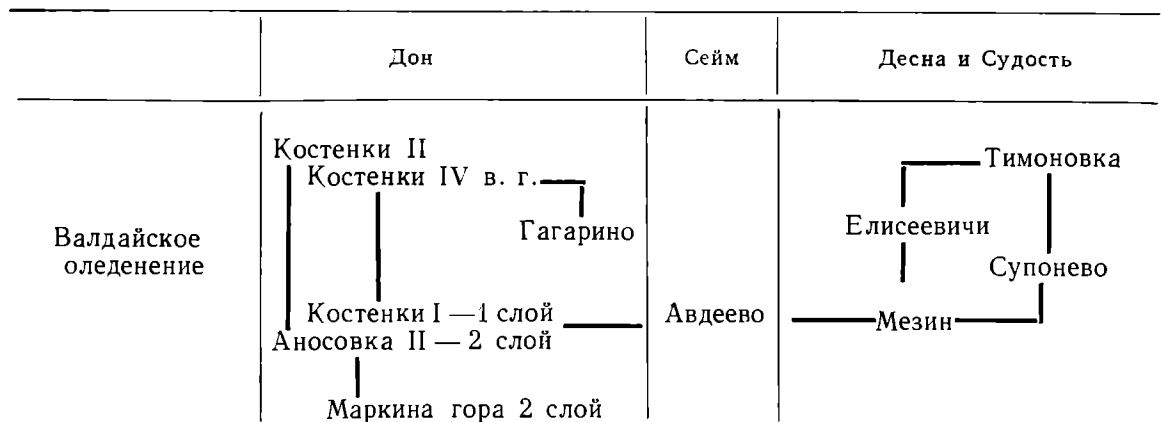 Дон
Сейм
Десна и Судость
Валдайское
оледенение
Костенки II
Костенки IV в. г.
Гагарино
Костенки I — 1 слой
Аносовка II — 2 слой
Маркина гора 2 слой
Авдеево
Тимоновка
Елисеевичи
Супонево
Мезин